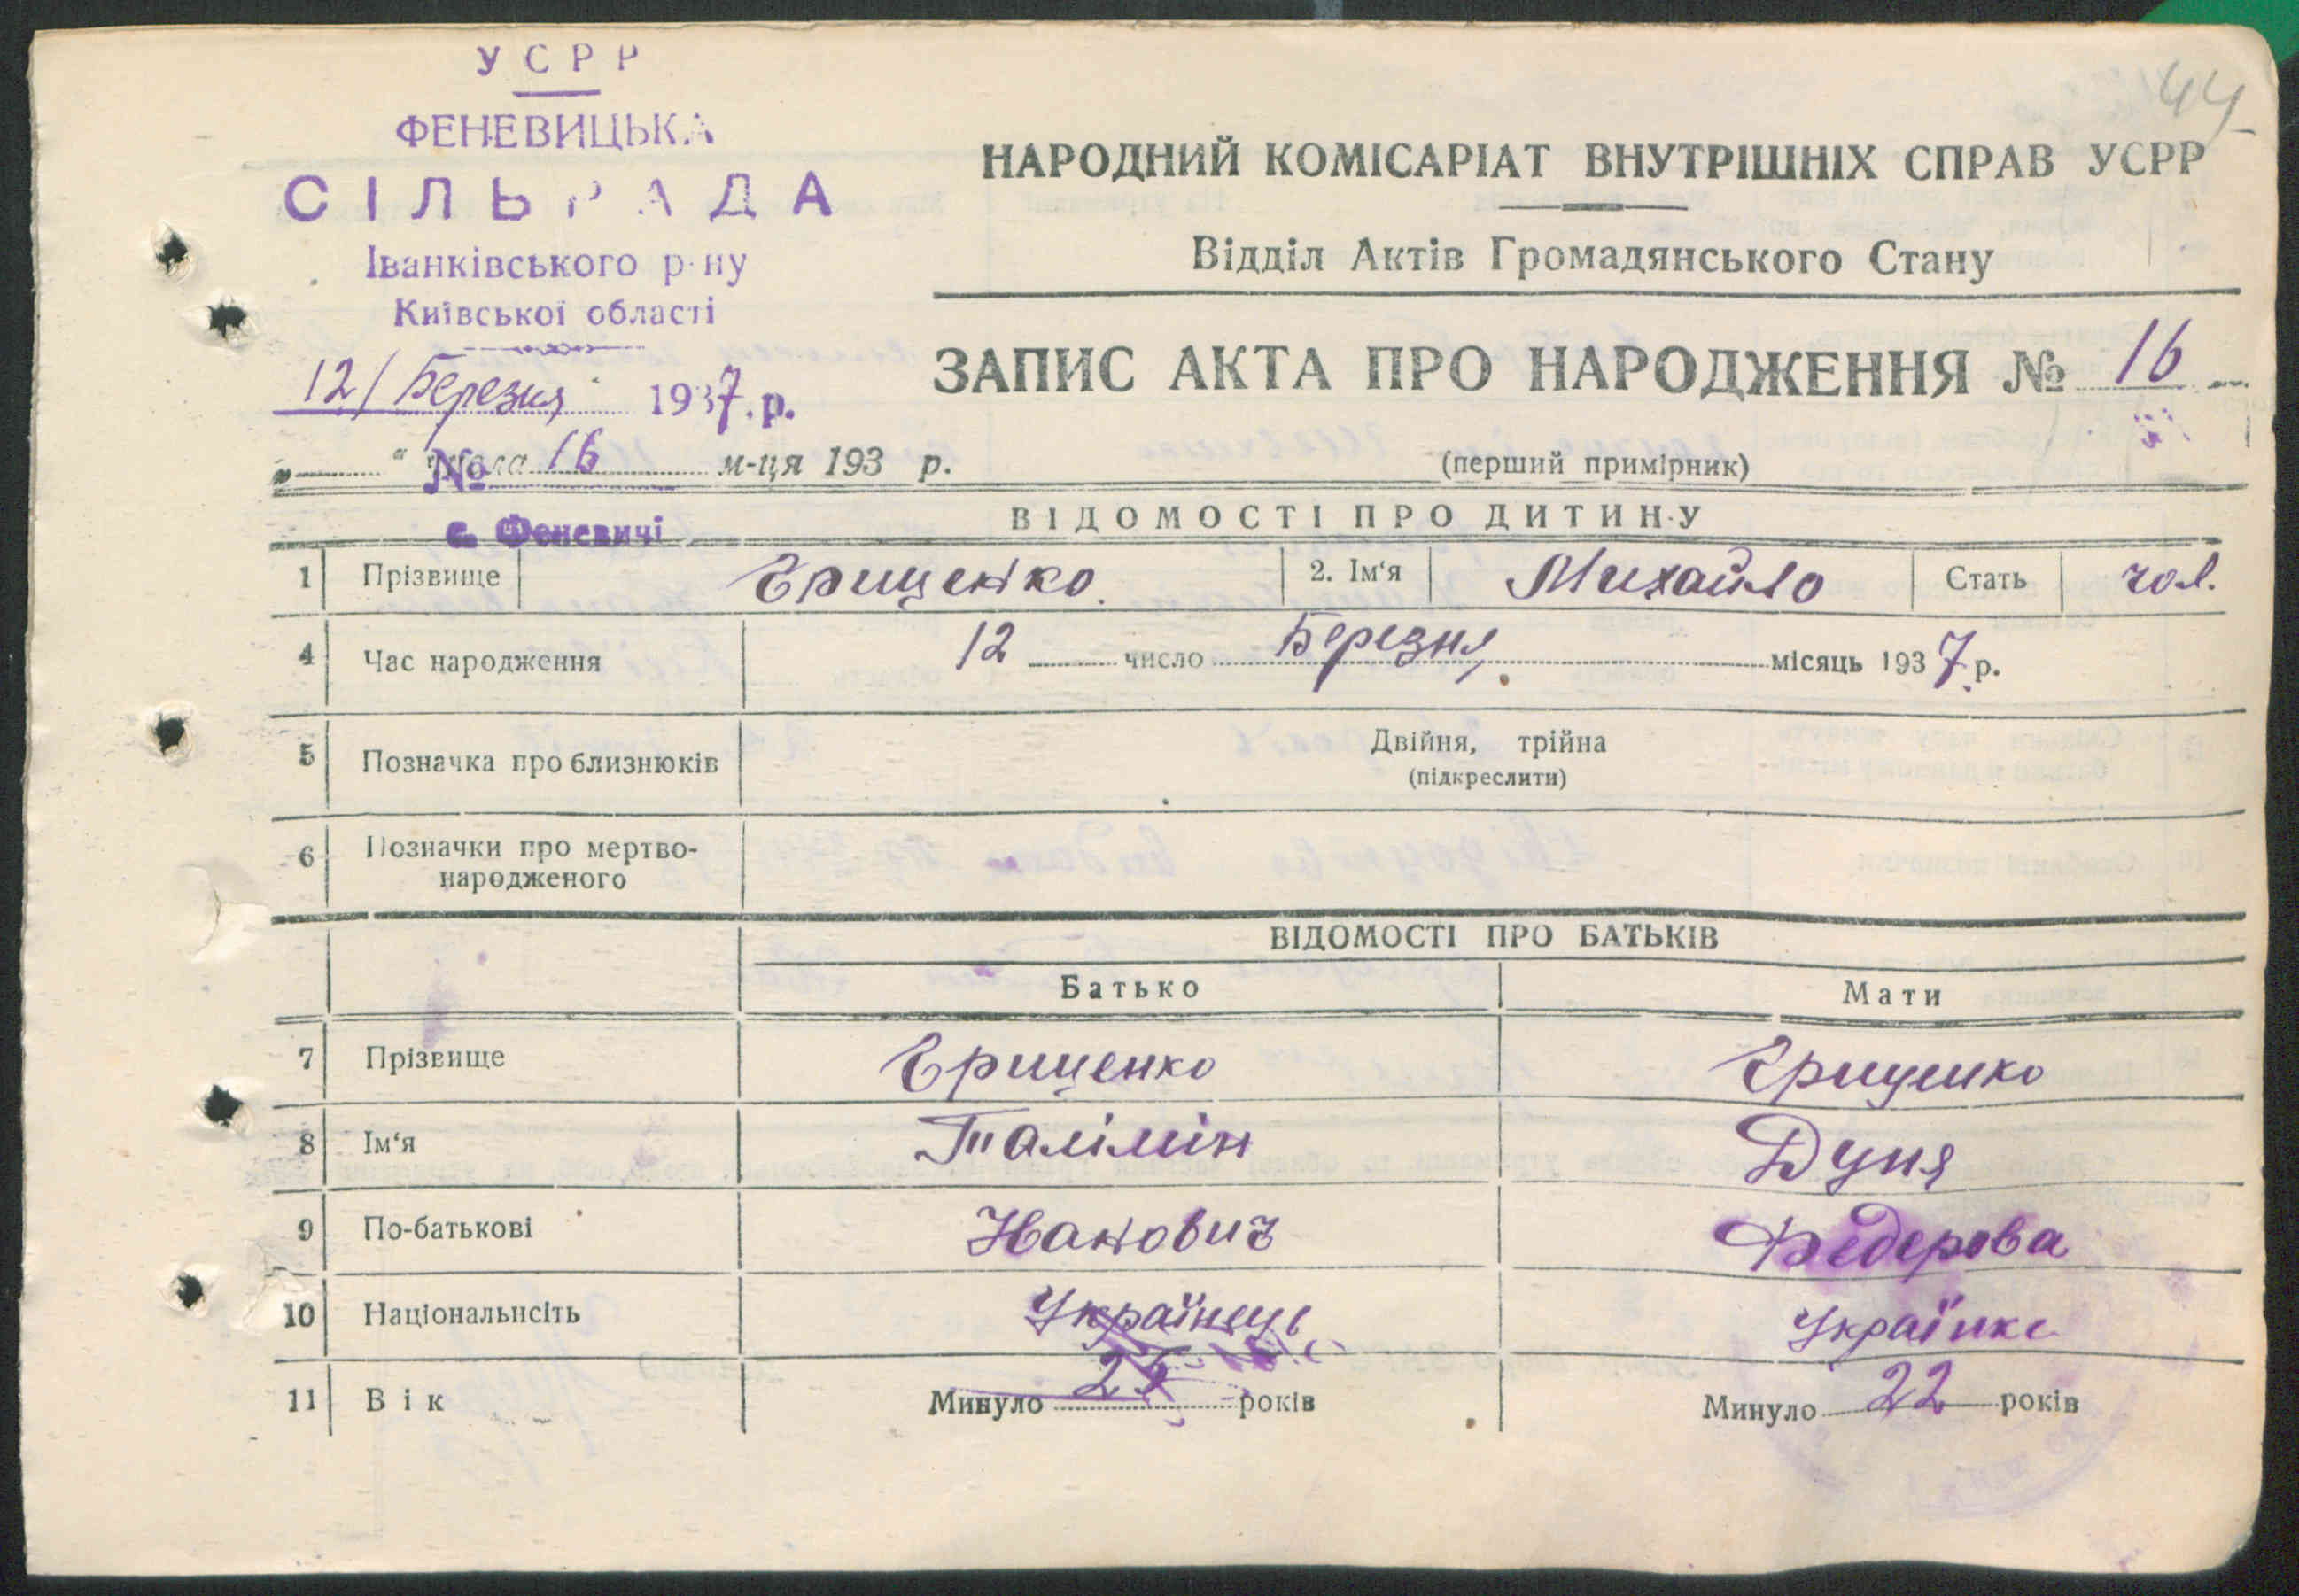 44
УСРР
ФЕНЕВИЦЬКА
СІЛЬРАДА
Іванківського р-ну
Київської області
12/ Березня 1937.р.
№ 16 м-ця 193 р.
с. Феневичі
НАРОДНИЙ КОМІСАРІАТ ВНУТРІШНІХ СПРАВ УСРР
Відділ Актів Громадянського Стану
ЗАПИС АКТА ПРО НАРОДЖЕННЯ № 16
(перший примірник)
ВІДОМОСТІ ПРО ДИТИНУ
1 Прізвище Грищенко 2. Ім‘я Михайло Стать чол.
4 Час народження 12 число Березня місяць 1937 р.
5 Позначка про близнюків Двійня, трійна
(підкреслити)
6 Позначки про мертво-
народженого
ВІДОМОСТІ ПРО БАТЬКІВ
Батько Мати
7 Прізвище Грищенко Грищенко
8 Ім‘я Талімін Дуня
9 По-батькові Іванович Федерова
10 Національнсіть Українець Українка
11 Вік Минуло 25 років Минуло 22 років